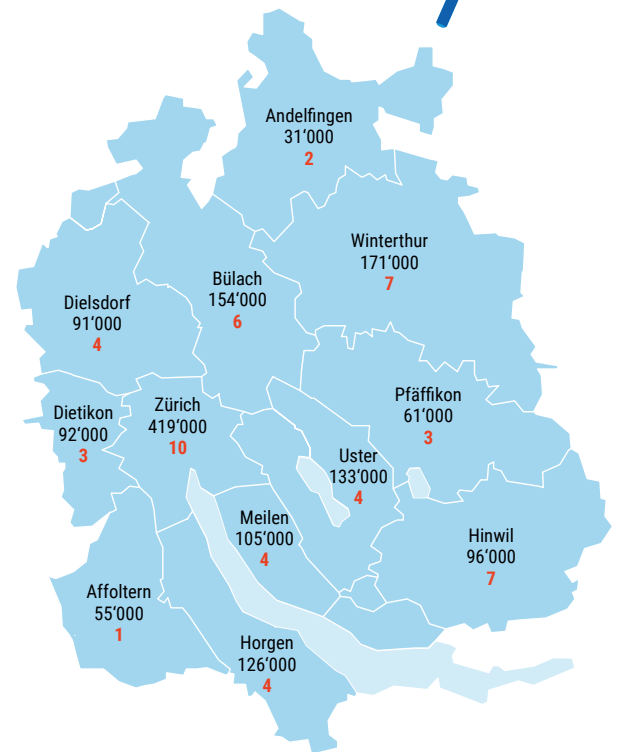 Andelfingen
31‘000
2
Winterthur
171‘000
7
Bülach
154‘000
6
Dielsdorf
91‘000
4
Pfäffikon
61‘000
3
Zürich
419‘000
10
Dietikon
92‘000
3
Uster
133‘000
4
Meilen
105‘000
4
Hinwil
96‘000
7
Affoltern
55‘000
1
Horgen
126‘000
4